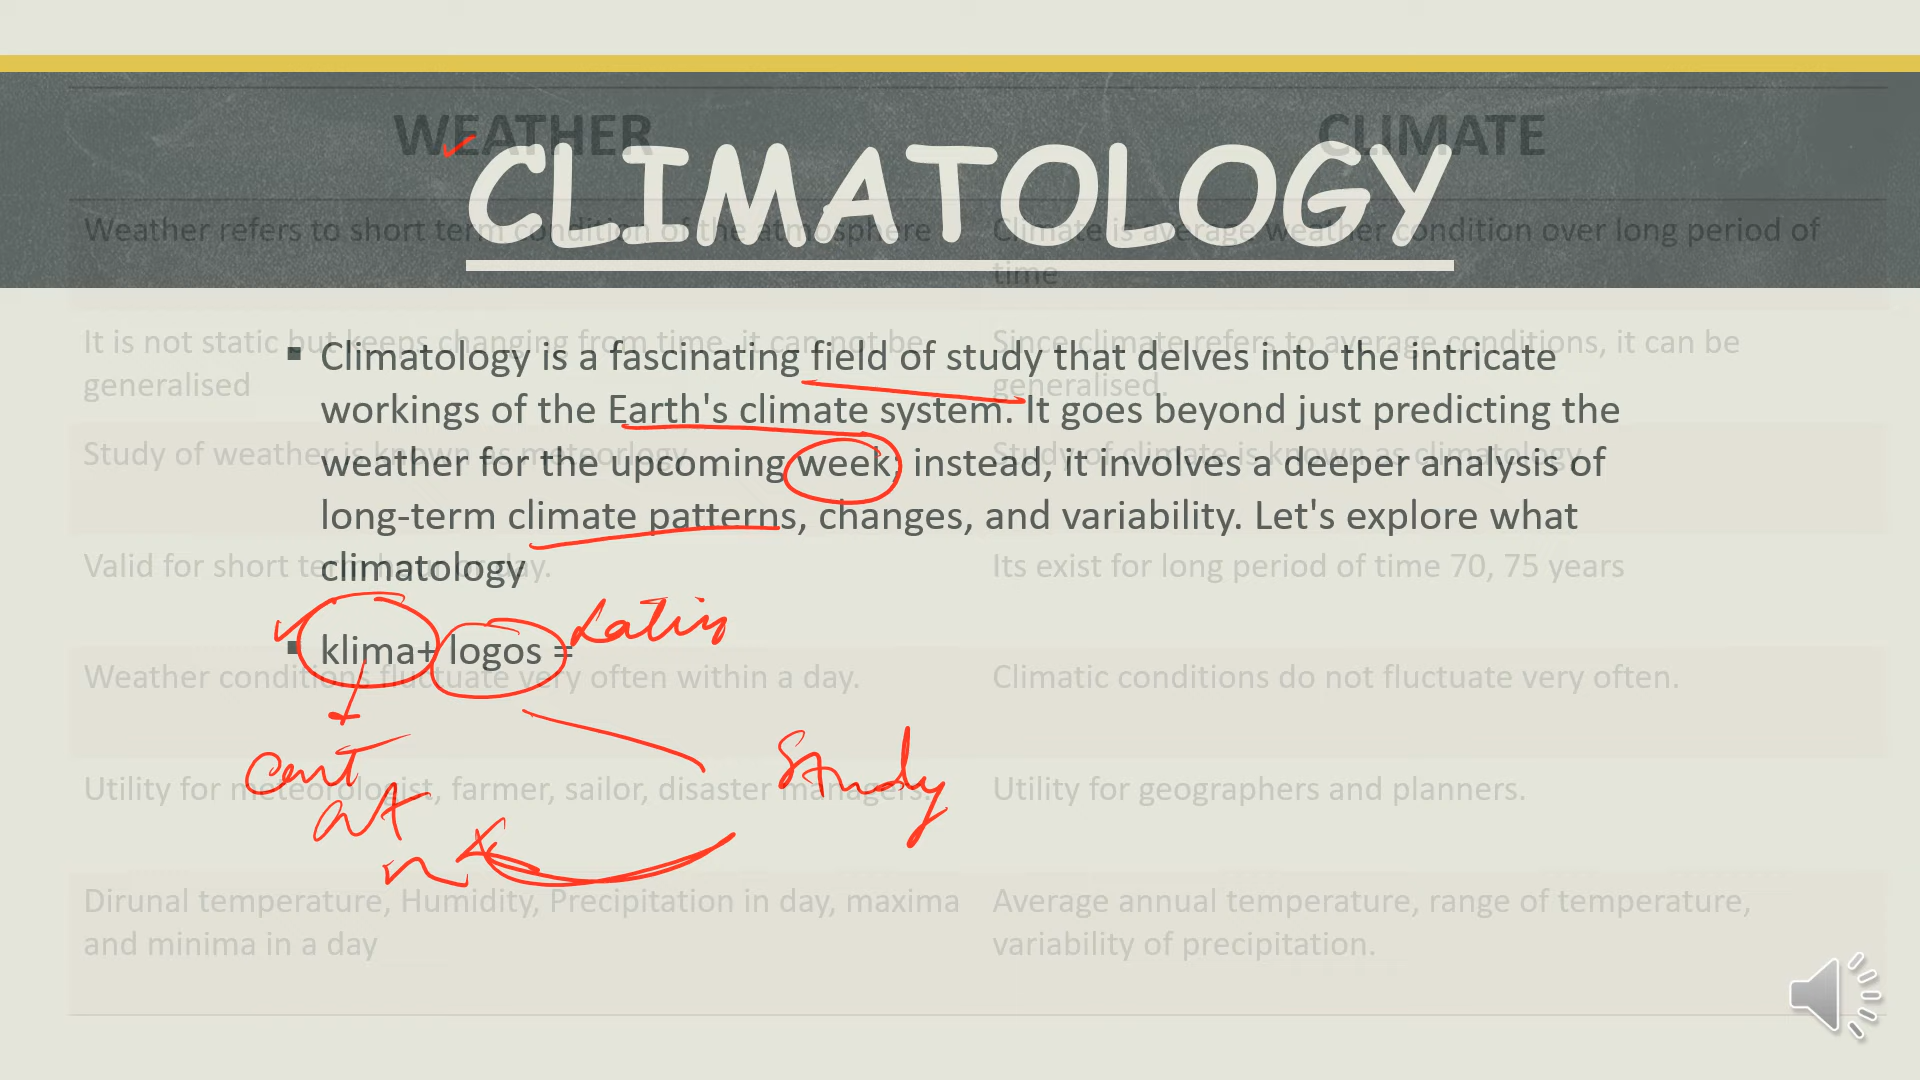 WEATHER
CLIMATE
CLIMATOLOGY
Weather refers to short term condition of the atmosphere
Climate is average weather condition over long period of
time
It is not static but keeps changing from time, it can not be
generalised
Since climate refers to average conditions, it can be
generalised.
▪ Climatology is a fascinating field of study that delves into the intricate
workings of the Earth's climate system. It goes beyond just predicting the
weather for the upcoming week; instead, it involves a deeper analysis of
long-term climate patterns, changes, and variability. Let's explore what
climatology
Study of weather is known as meteorlogy
Study of climate is known as climatology.
Valid for short term day.
Its exist for long period of time 70, 75 years
▪ klima+ logos =
Latin
Weather conditions fluctuate very often within a day.
Climatic conditions do not fluctuate very often.
Study
Utility for meteorologist, farmer, sailor, disaster managers.
Utility for geographers and planners.
Dirunal temperature, Humidity, Precipitation in day, maxima
and minima in a day
Average annual temperature, range of temperature,
variability of precipitation.